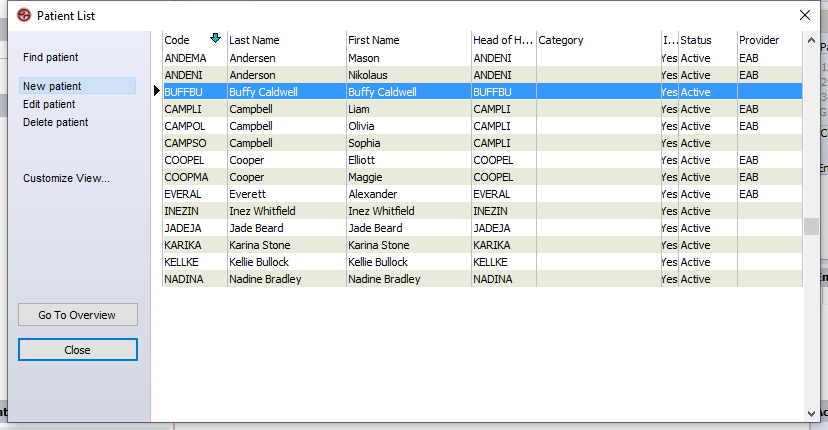 Patient List
Find patient
New patient
Edit patient
Delete patient
Customize View...
Go To Overview
Close
Code Last Name First Name Head of H... Category I... Status Provider
ANDEMA Andersen Mason ANDENI Yes Active EAB
ANDENI Anderson Nikolaus ANDENI Yes Active EAB
BUFFBU Buffy Caldwell Buffy Caldwell BUFFBU Yes Active
CAMPLI Campbell Liam CAMPLI Yes Active EAB
CAMPOL Campbell Olivia CAMPLI Yes Active EAB
CAMPSO Campbell Sophia CAMPLI Yes Active
COOPEL Cooper Elliott COOPEL Yes Active EAB
COOPMA Cooper Maggie COOPEL Yes Active EAB
EVERAL Everett Alexander EVERAL Yes Active EAB
INEZIN Inez Whitfield Inez Whitfield INEZIN Yes Active
JADEJA Jade Beard Jade Beard JADEJA Yes Active
KARIKA Karina Stone Karina Stone KARIKA Yes Active
KELLKE Kellie Bullock Kellie Bullock KELLKE Yes Active
NADINA Nadine Bradley Nadine Bradley NADINA Yes Active